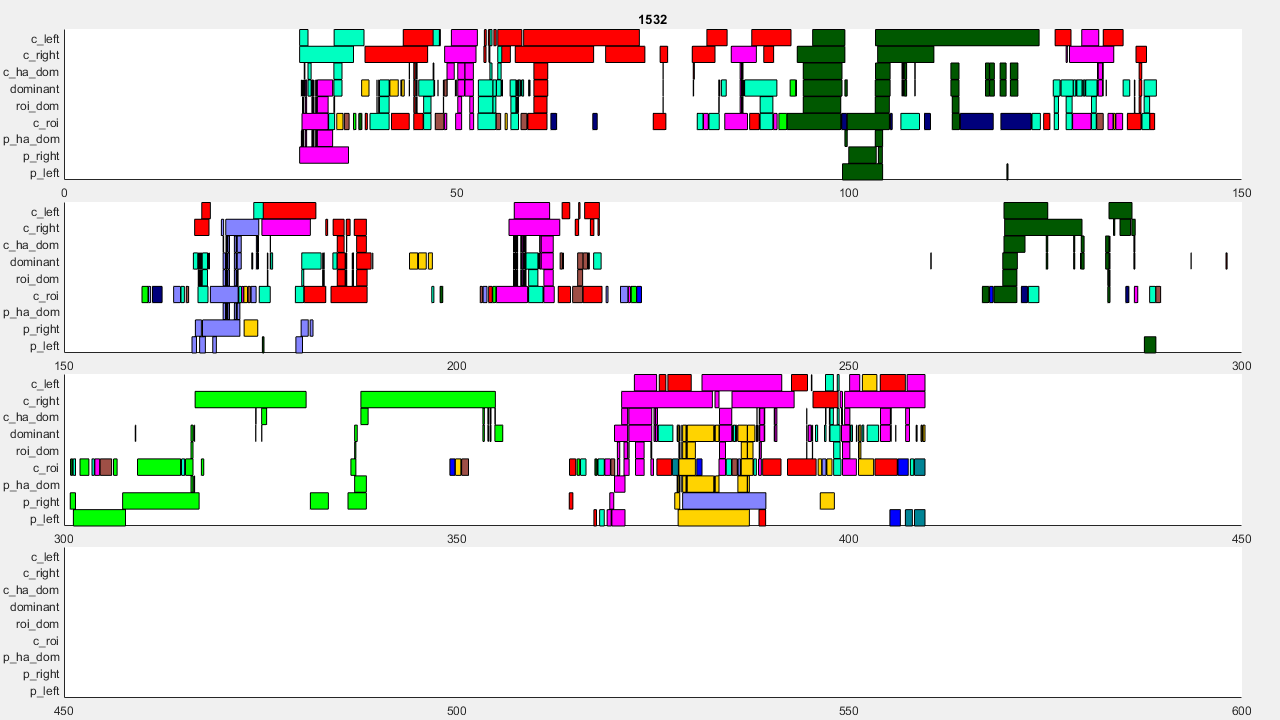 1532
c_left
c_right
c_ha_dom
dominant
roi_dom
c_roi
p_ha_dom
p_right
p_left
0 50 100 150
c_left
c_right
c_ha_dom
dominant
roi_dom
c_roi
p_ha_dom
p_right
p_left
150 200 250 300
c_left
c_right
c_ha_dom
dominant
roi_dom
c_roi
p_ha_dom
p_right
p_left
300 350 400 450
c_left
c_right
c_ha_dom
dominant
roi_dom
c_roi
p_ha_dom
p_right
p_left
450 500 550 600